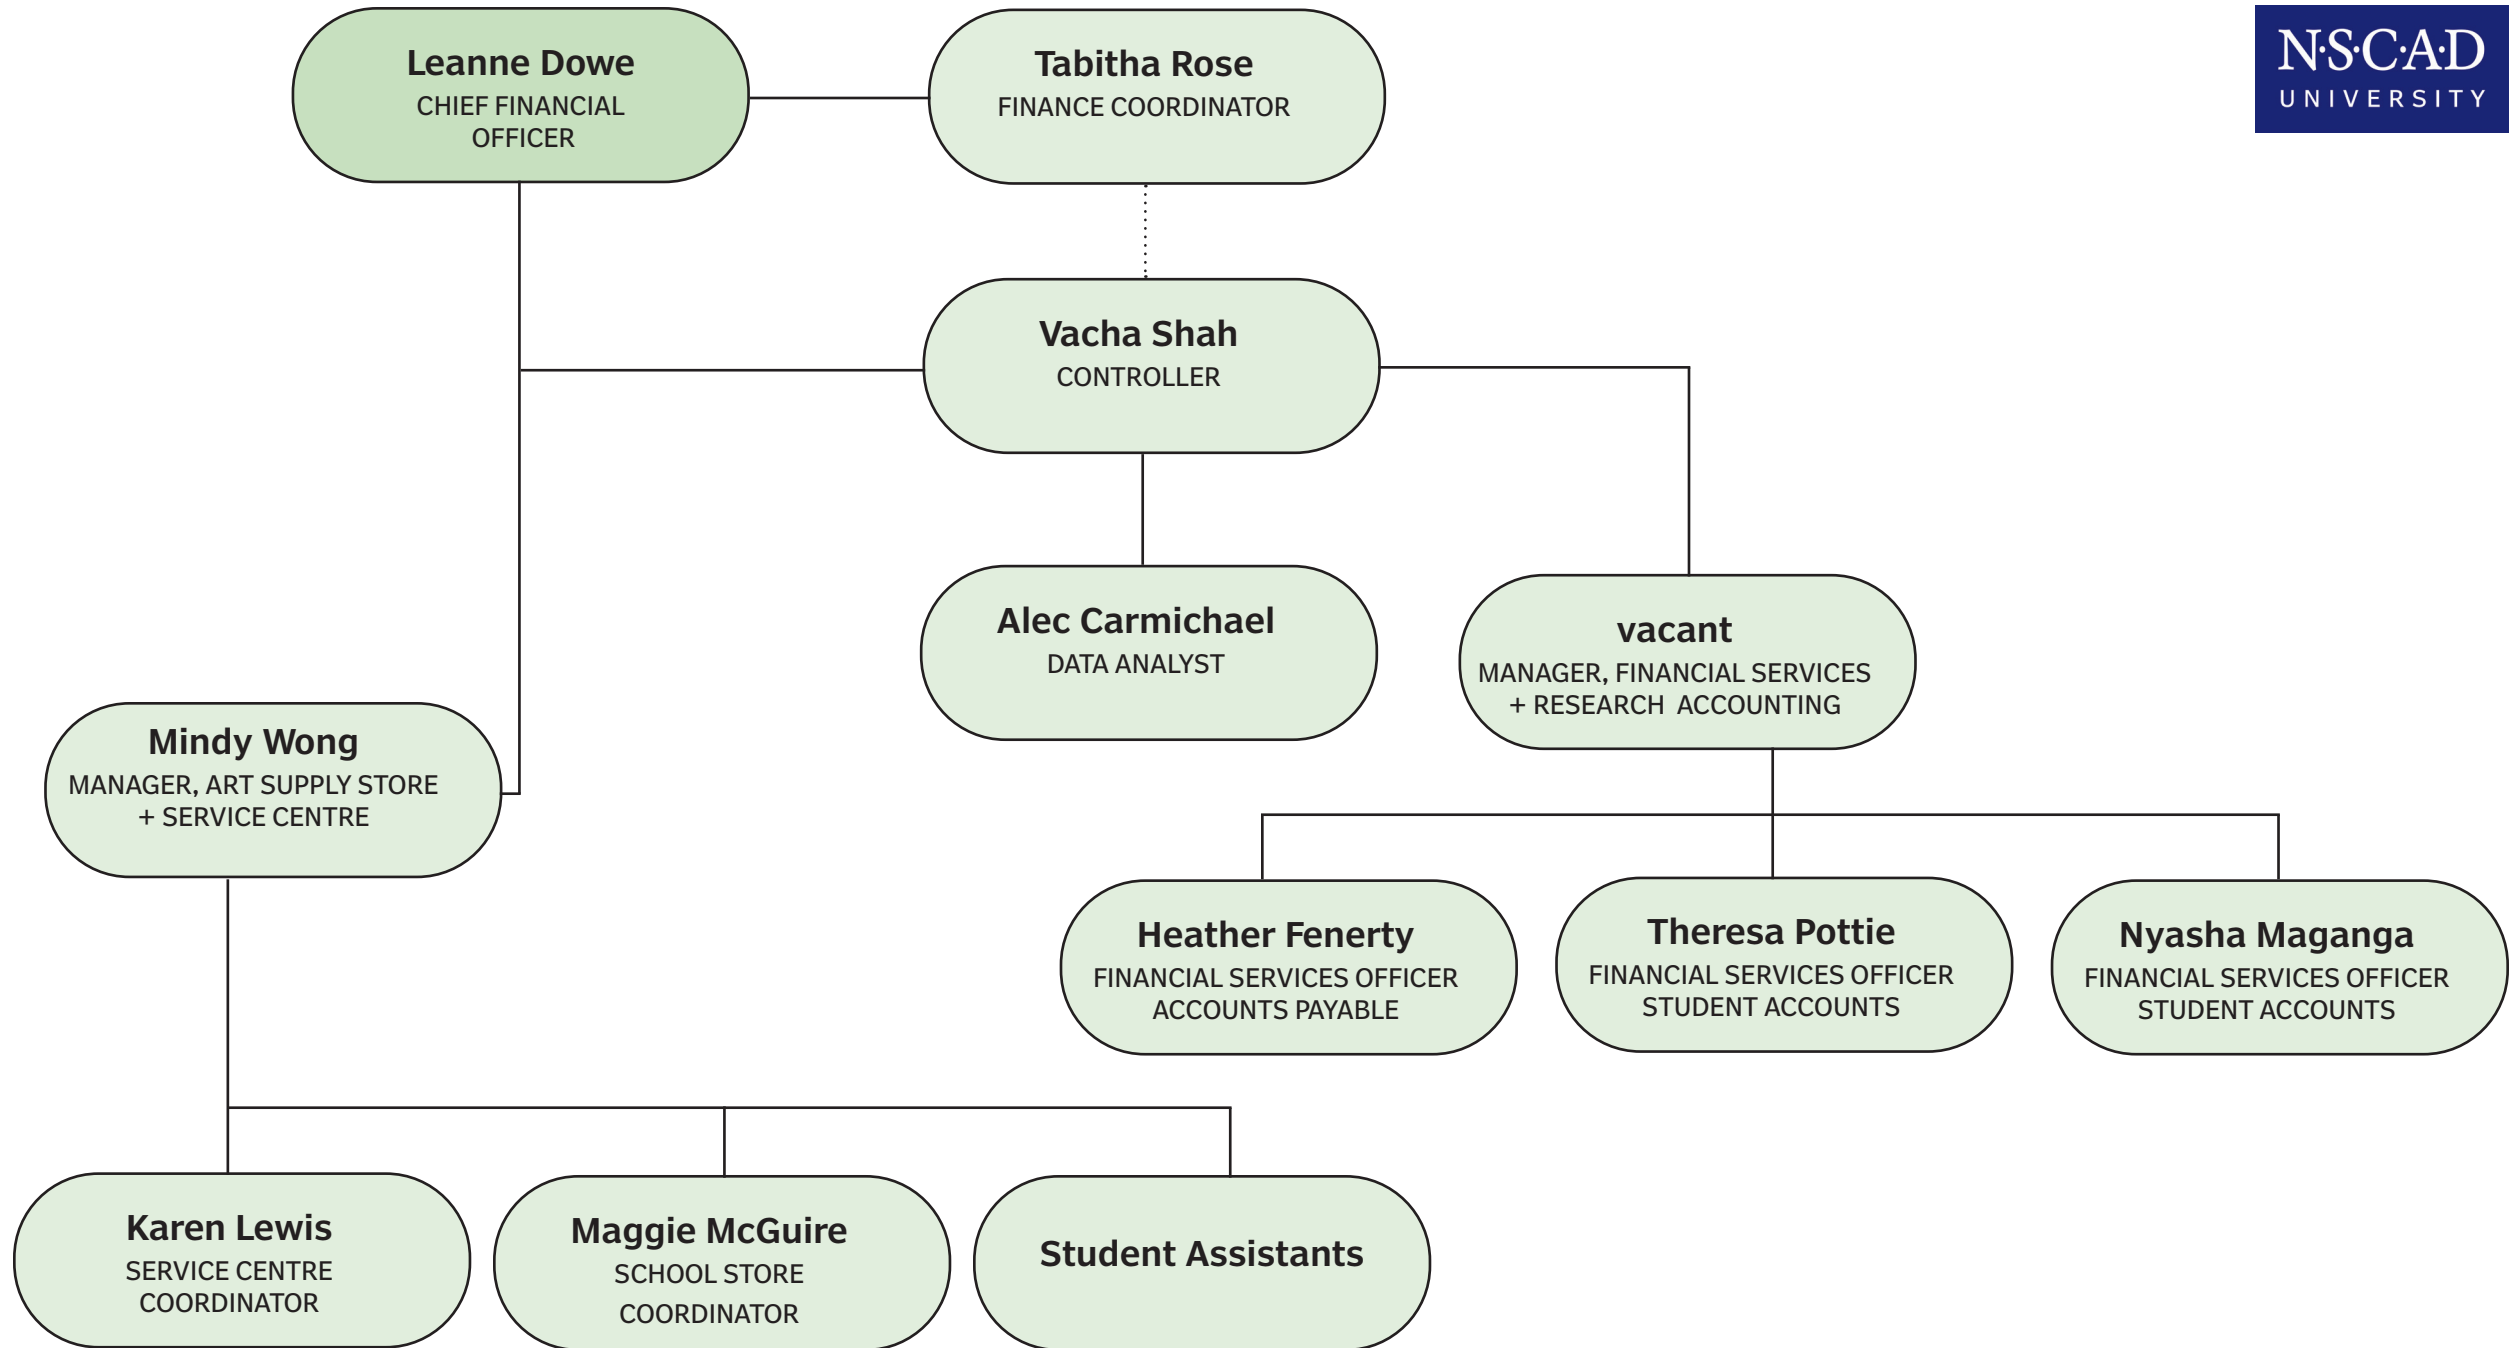 Leanne Dowe
CHIEF FINANCIAL
OFFICER
Tabitha Rose
FINANCE COORDINATOR
N·S·C·A·D
UNIVERSITY
Vacha Shah
CONTROLLER
Alec Carmichael
DATA ANALYST
vacant
MANAGER, FINANCIAL SERVICES
+ RESEARCH ACCOUNTING
Mindy Wong
MANAGER, ART SUPPLY STORE
+ SERVICE CENTRE
Heather Fenerty
FINANCIAL SERVICES OFFICER
ACCOUNTS PAYABLE
Theresa Pottie
FINANCIAL SERVICES OFFICER
STUDENT ACCOUNTS
Nyasha Maganga
FINANCIAL SERVICES OFFICER
STUDENT ACCOUNTS
Karen Lewis
SERVICE CENTRE
COORDINATOR
Maggie McGuire
SCHOOL STORE
COORDINATOR
Student Assistants